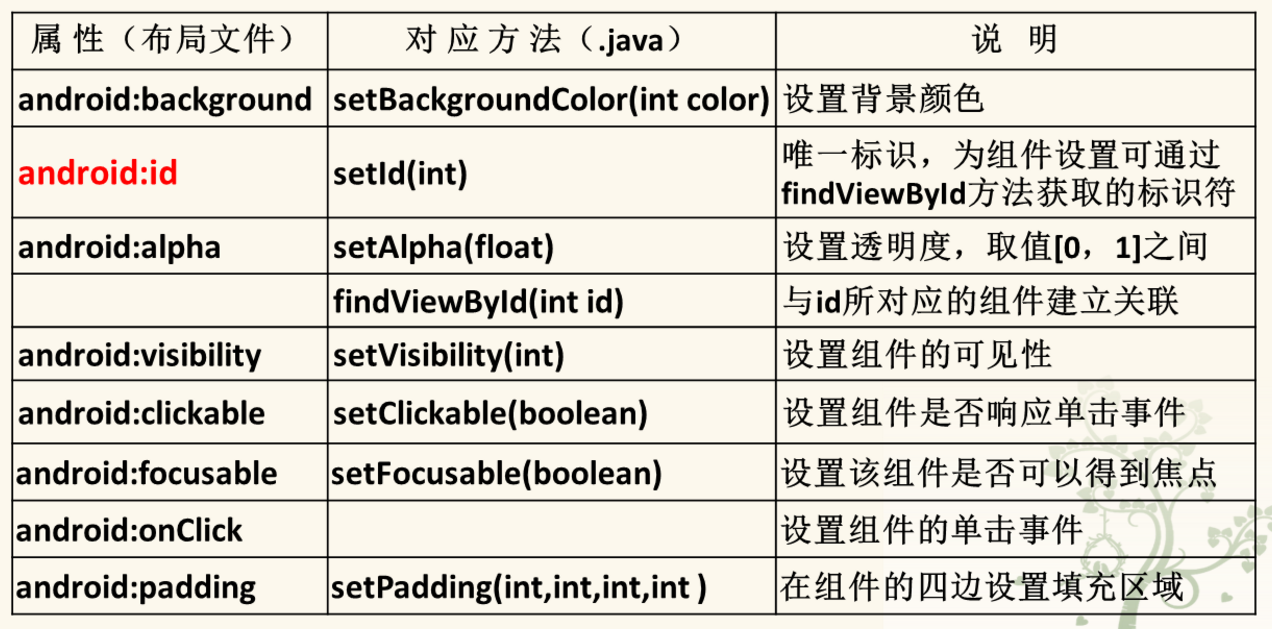 属 性（布局文件） 对 应 方 法（.java） 说 明
android:background setBackgroundColor(int color) 设置背景颜色
android:id setId(int) 唯一标识，为组件设置可通过
findViewById方法获取的标识符
android:alpha setAlpha(float) 设置透明度，取值[0，1]之间
findViewById(int id) 与id所对应的组件建立关联
android:visibility setVisibility(int) 设置组件的可见性
android:clickable setClickable(boolean) 设置组件是否响应单击事件
android:focusable setFocusable(boolean) 设置该组件是否可以得到焦点
android:onClick 设置组件的单击事件
android:padding setPadding(int,int,int,int ) 在组件的四边设置填充区域